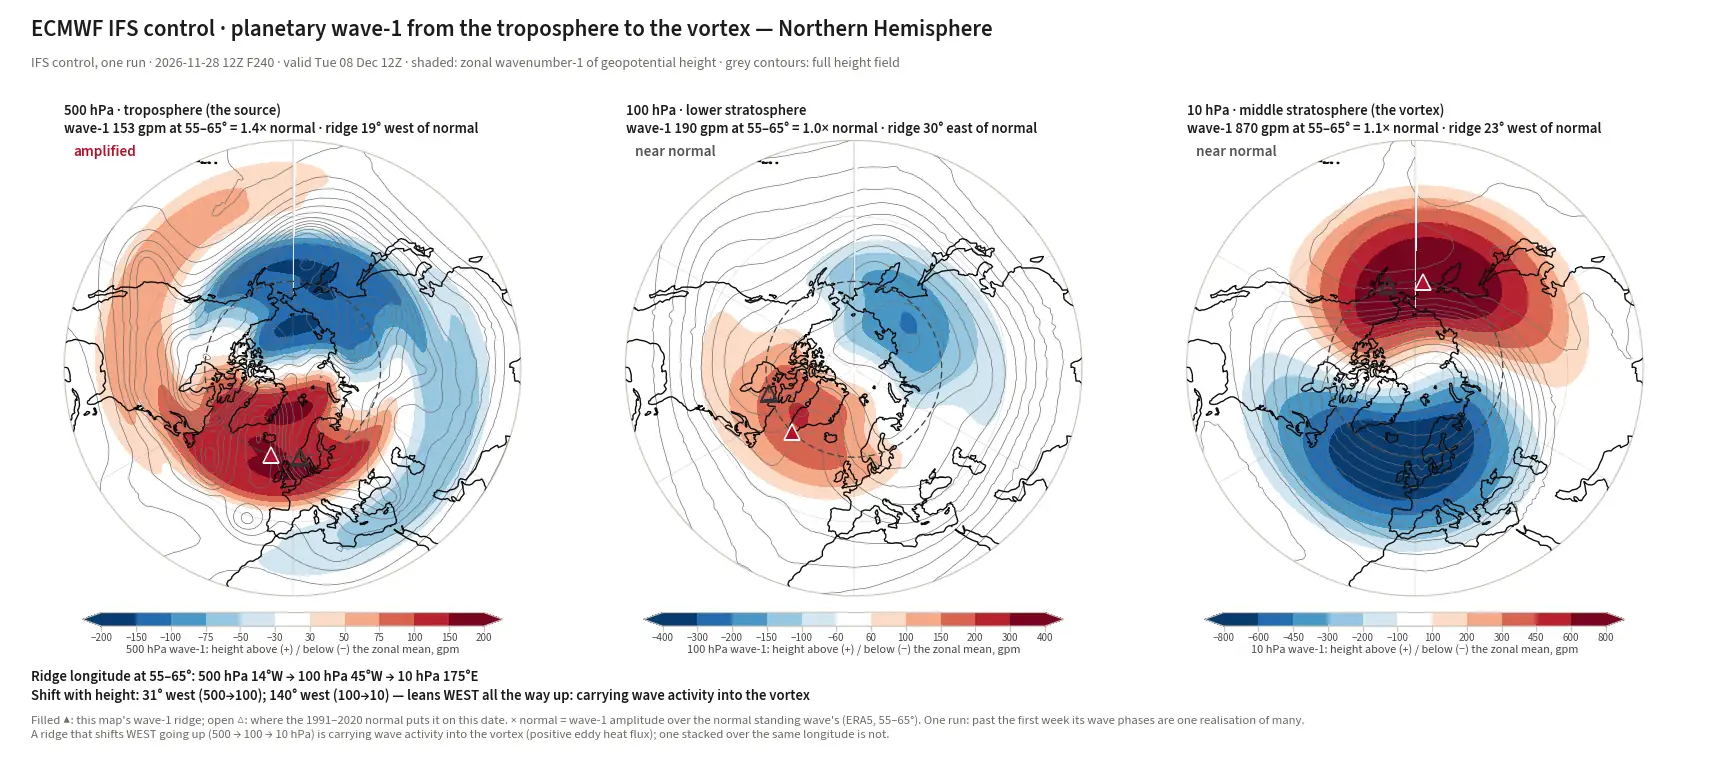 ECMWF IFS control · planetary wave-1 from the troposphere to the vortex — Northern Hemisphere
IFS control, one run · 2026-11-28 12Z F240 · valid Tue 08 Dec 12Z · shaded: zonal wavenumber-1 of geopotential height · grey contours: full height field
500 hPa · troposphere (the source)
wave-1 153 gpm at 55–65° = 1.4× normal · ridge 19° west of normal
amplified
100 hPa · lower stratosphere
wave-1 190 gpm at 55–65° = 1.0× normal · ridge 30° east of normal
near normal
10 hPa · middle stratosphere (the vortex)
wave-1 870 gpm at 55–65° = 1.1× normal · ridge 23° west of normal
near normal
−200 −150 −100 −75 −50 −30 30 50 75 100 150 200
500 hPa wave-1: height above (+) / below (−) the zonal mean, gpm
−400 −300 −200 −150 −100 −60 60 100 150 200 300 400
100 hPa wave-1: height above (+) / below (−) the zonal mean, gpm
−800 −600 −450 −300 −200 −100 100 200 300 450 600 800
10 hPa wave-1: height above (+) / below (−) the zonal mean, gpm
Ridge longitude at 55–65°: 500 hPa 14°W → 100 hPa 45°W → 10 hPa 175°E
Shift with height: 31° west (500→100); 140° west (100→10) — leans WEST all the way up: carrying wave activity into the vortex
Filled ▲: this map's wave-1 ridge; open △: where the 1991–2020 normal puts it on this date. × normal = wave-1 amplitude over the normal standing wave's (ERA5, 55–65°). One run: past the first week its wave phases are one realisation of many.
A ridge that shifts WEST going up (500 → 100 → 10 hPa) is carrying wave activity into the vortex (positive eddy heat flux); one stacked over the same longitude is not.